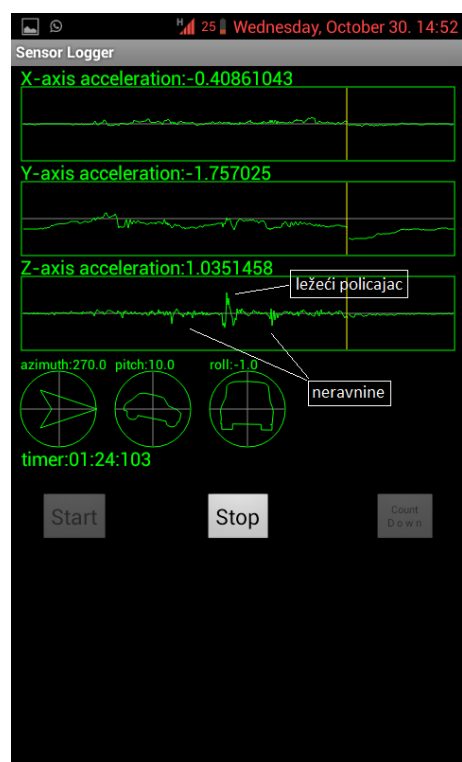 H 25 Wednesday, October 30. 14:52
Sensor Logger
X-axis acceleration:-0.40861043
Y-axis acceleration:-1.757025
Z-axis acceleration:1.0351458
ležeći policajac
neravnine
azimuth:270.0 pitch:10.0 roll:-1.0
timer:01:24:103
Start Stop Count
Down